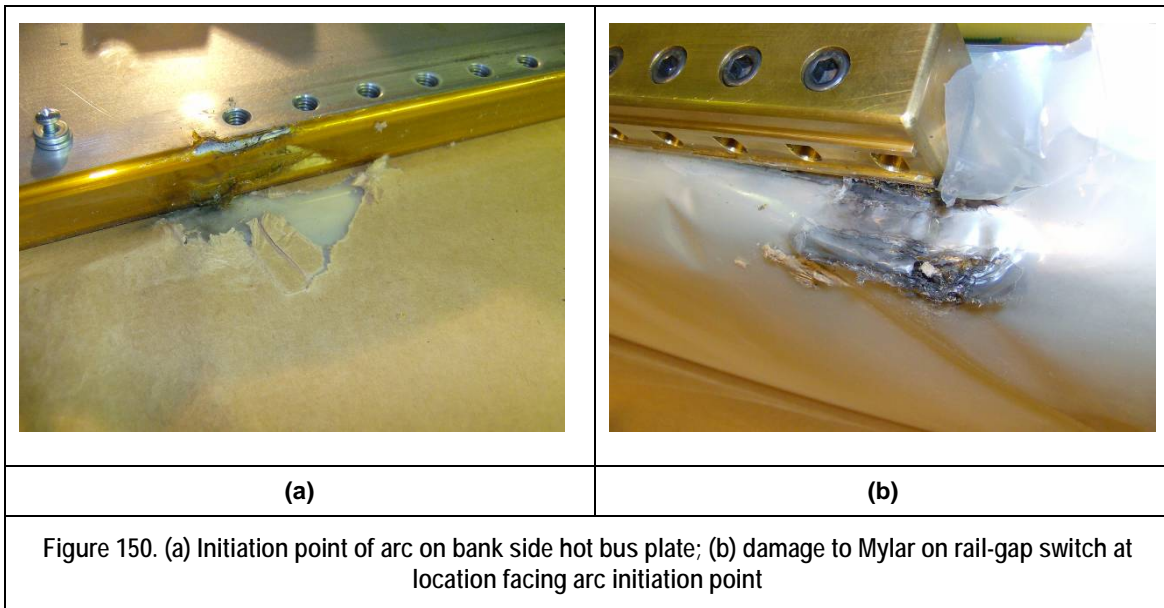 (a)
(b)
Figure 150. (a) Initiation point of arc on bank side hot bus plate; (b) damage to Mylar on rail-gap switch at
location facing arc initiation point